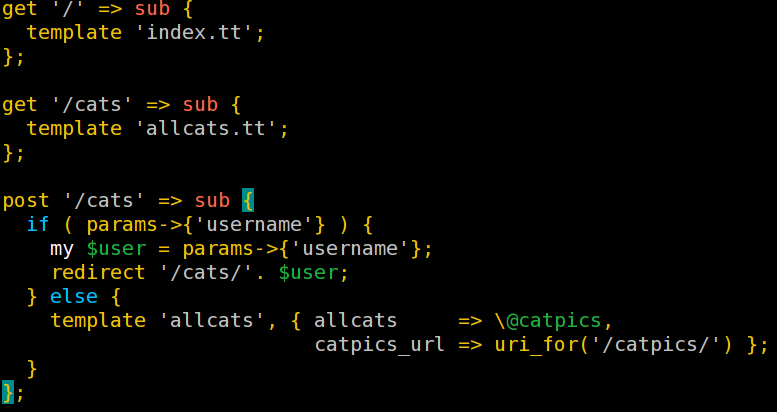 get '/' => sub {
  template 'index.tt';
};

get '/cats' => sub {
  template 'allcats.tt';
};

post '/cats' => sub {
  if ( params->{'username'} ) {
    my $user = params->{'username'};
    redirect '/cats/'. $user;
  } else {
    template 'allcats', { allcats     => \@catpics,
                          catpics_url => uri_for('/catpics/') };
  }
};